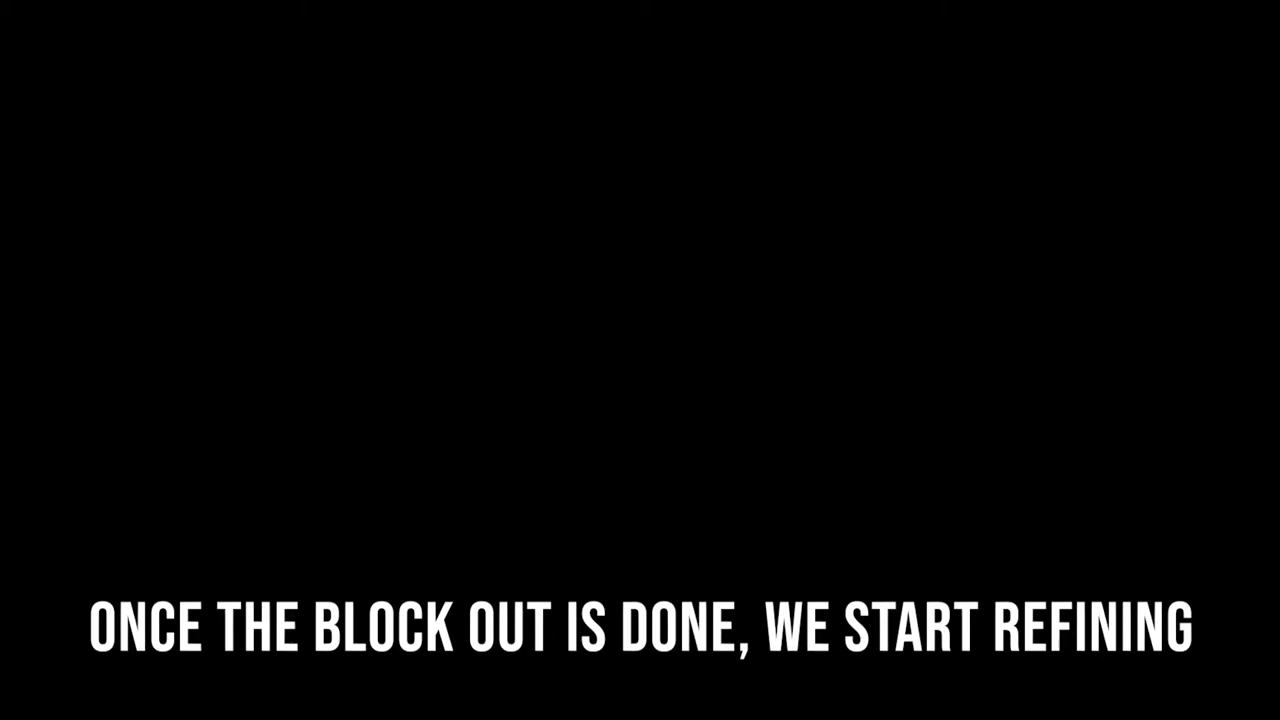 ONCE THE BLOCK OUT IS DONE, WE START REFINING